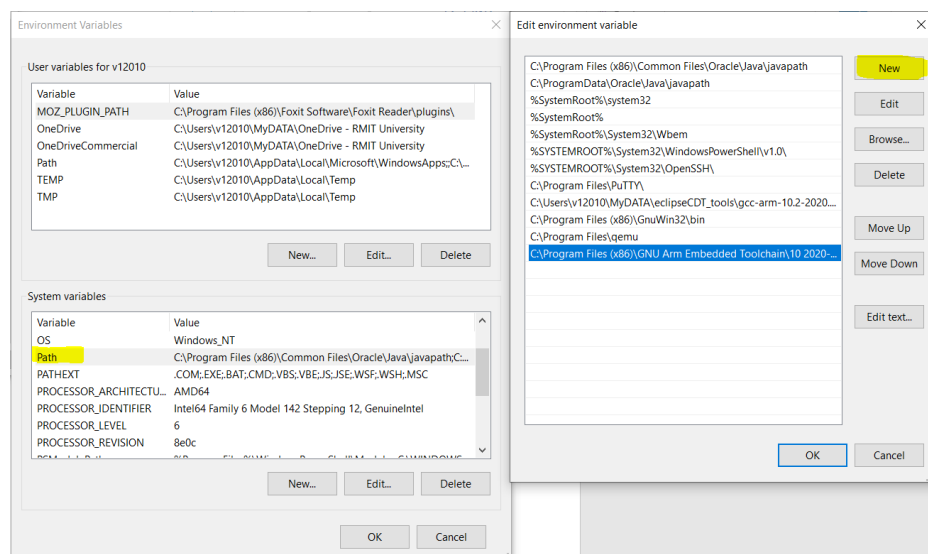 Environment Variables
User variables for v12010
Variable Value
MOZ_PLUGIN_PATH C:\Program Files (x86)\Foxit Software\Foxit Reader\plugins\
OneDrive C:\Users\v12010\MyDATA\OneDrive - RMIT University
OneDriveCommercial C:\Users\v12010\MyDATA\OneDrive - RMIT University
Path C:\Users\v12010\AppData\Local\Microsoft\WindowsApps;;C:\...
TEMP C:\Users\v12010\AppData\Local\Temp
TMP C:\Users\v12010\AppData\Local\Temp
New... Edit... Delete
System variables
Variable Value
OS Windows_NT
Path C:\Program Files (x86)\Common Files\Oracle\Java\javapath;C:...
PATHEXT .COM;.EXE;.BAT;.CMD;.VBS;.VBE;.JS;.JSE;.WSF;.WSH;.MSC
PROCESSOR_ARCHITECTU... AMD64
PROCESSOR_IDENTIFIER Intel64 Family 6 Model 142 Stepping 12, GenuineIntel
PROCESSOR_LEVEL 6
PROCESSOR_REVISION 8e0c
New... Edit... Delete
OK Cancel
Edit environment variable
C:\Program Files (x86)\Common Files\Oracle\Java\javapath
C:\ProgramData\Oracle\Java\javapath
%SystemRoot%\system32
%SystemRoot%
%SystemRoot%\System32\Wbem
%SYSTEMROOT%\System32\WindowsPowerShell\v1.0\
%SYSTEMROOT%\System32\OpenSSH\
C:\Program Files\PuTTY\
C:\Users\v12010\MyDATA\eclipseCDT_tools\gcc-arm-10.2-2020....
C:\Program Files (x86)\GnuWin32\bin
C:\Program Files\qemu
C:\Program Files (x86)\GNU Arm Embedded Toolchain\10 2020-...
New
Edit
Browse...
Delete
Move Up
Move Down
Edit text...
OK Cancel